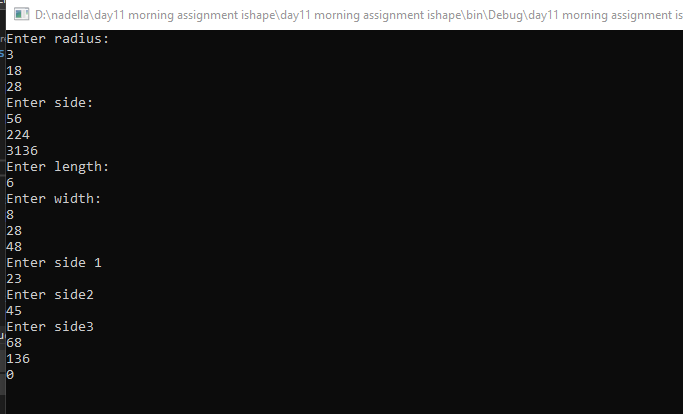 D:\nadella\day11 morning assignment ishape\day11 morning assignment ishape\bin\Debug\day11 morning assignment is
Enter radius:
3
18
28
Enter side:
56
224
3136
Enter length:
6
Enter width:
8
28
48
Enter side 1
23
Enter side2
45
Enter side3
68
136
0